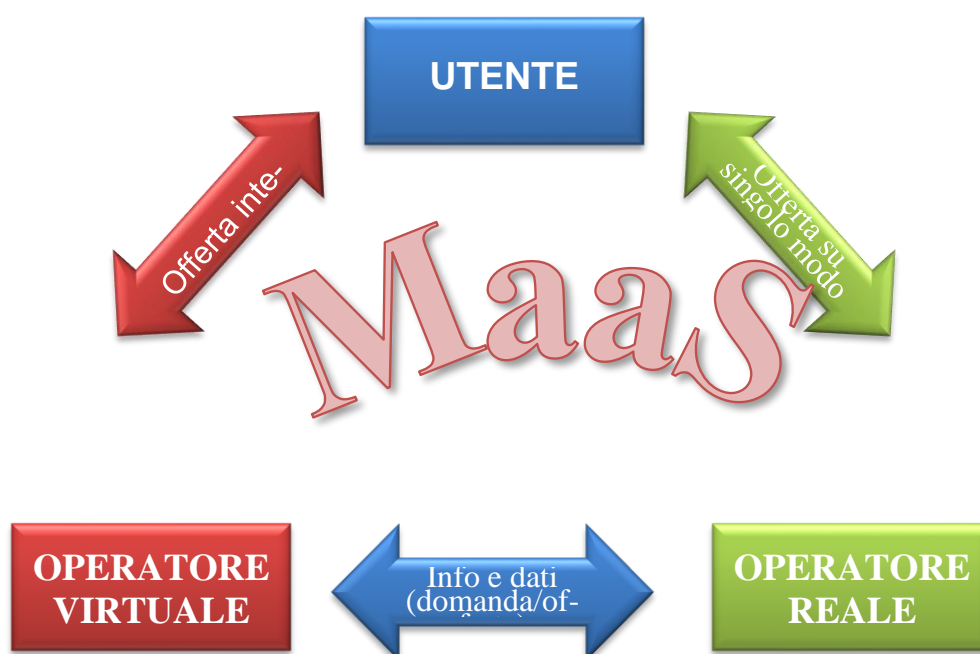 UTENTE
Offerta inte-
Offerta su
singolo modo
MaaS
OPERATORE
VIRTUALE
Info e dati
(domanda/of-
OPERATORE
REALE